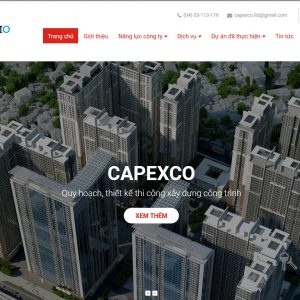 (04) 33-113-179 capexco.ltd@gmail.com
IO
Trang chủ Giới thiệu Năng lực công ty Dịch vụ Dự án đã thực hiện Tin tức
CAPEXCO
Quy hoạch, thiết kế thi công xây dựng công trình
XEM THÊM